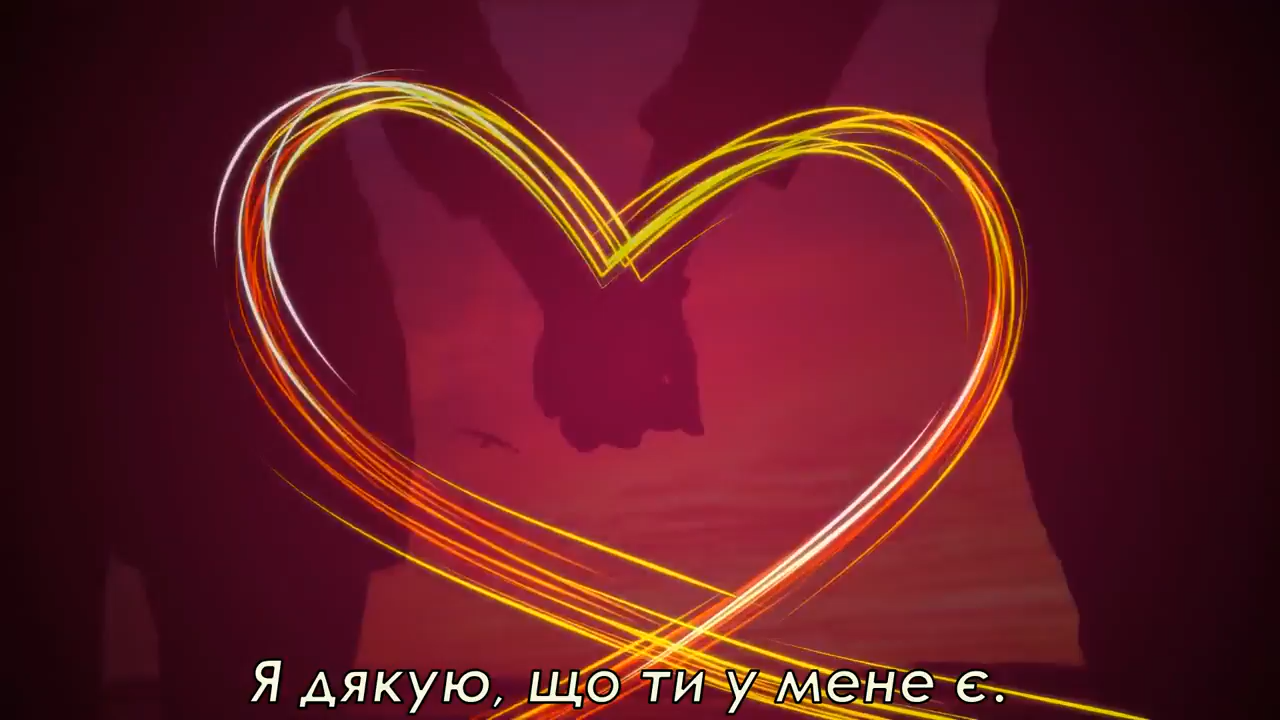 Я дякую, що ти у мене є.